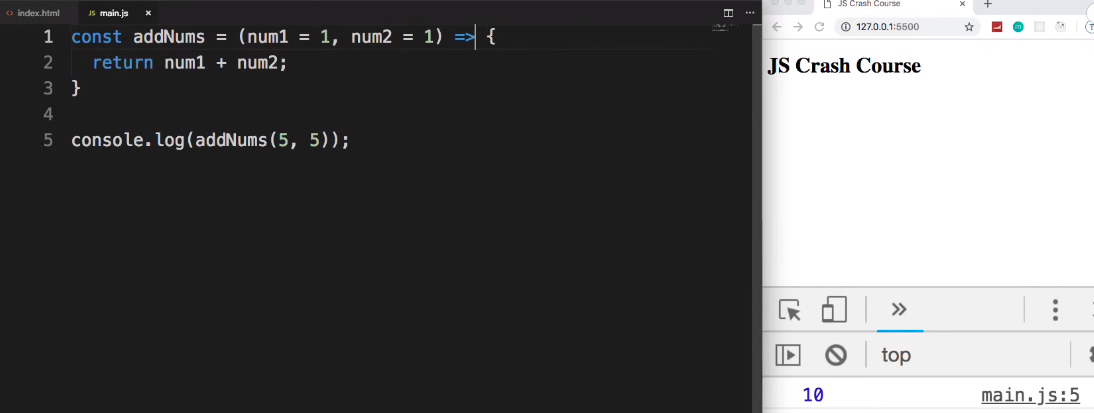 index.html
JS main.js
1 const addNums = (num1 = 1, num2 = 1) => {
2 return num1 + num2;
3 }
4
5 console.log(addNums(5, 5));
JS Crash Course
127.0.0.1:5500
JS Crash Course
top
10 main.js:5